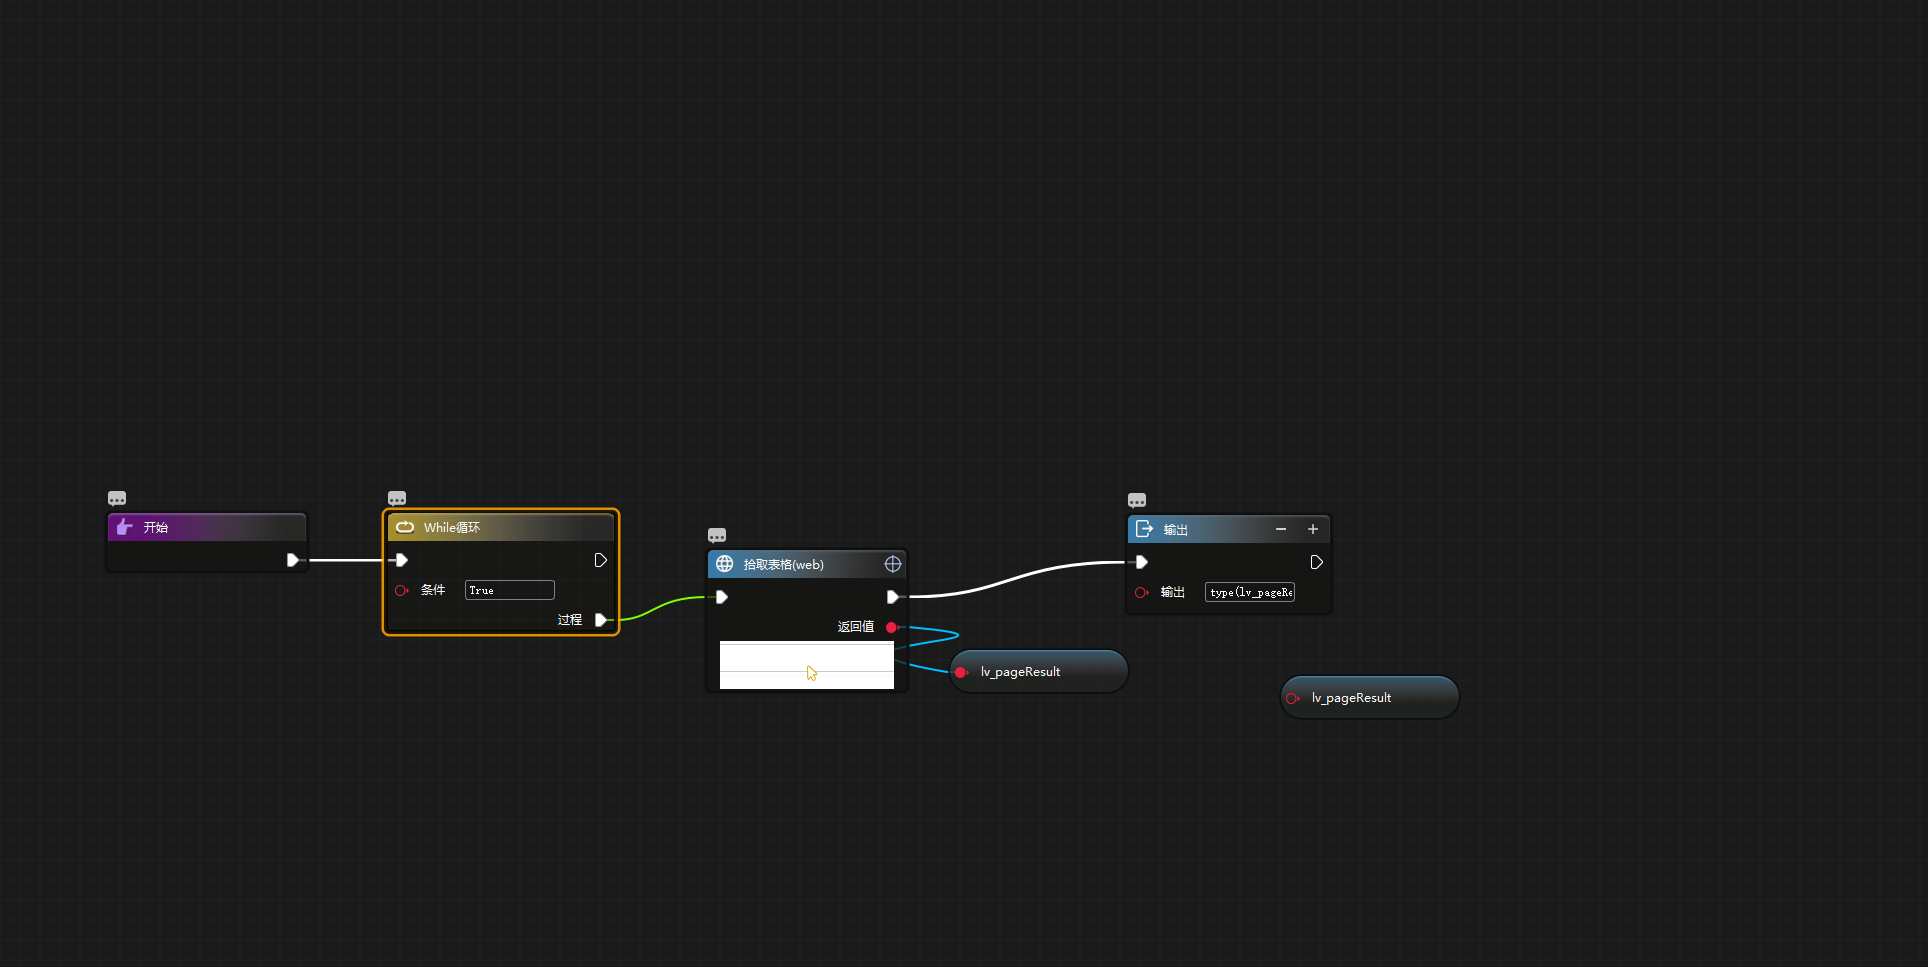 开始
While循环
条件 True
过程
拾取表格(web)
返回值
lv_pageResult
输出
输出 type(lv_pageRe
lv_pageResult